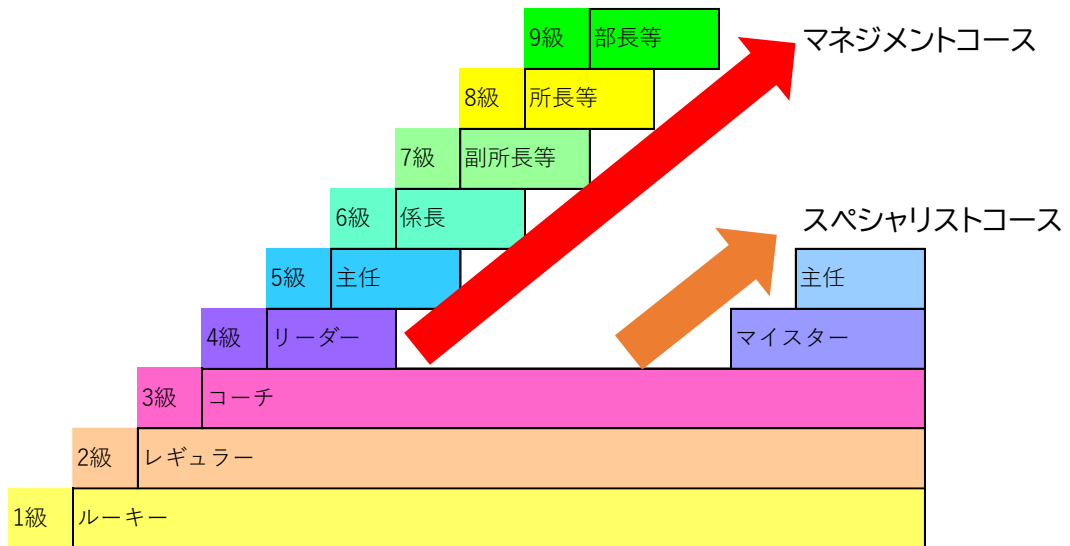 9級 部長等
マネジメントコース
8級 所長等
7級 副所長等
6級 係長
スペシャリストコース
5級 主任
主任
4級 リーダー
マイスター
3級 コーチ
2級 レギュラー
1級 ルーキー